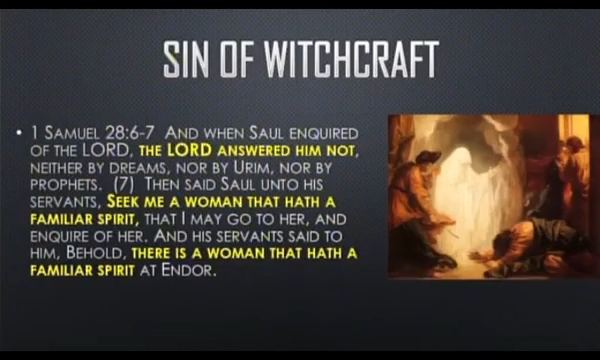 SIN OF WITCHCRAFT
• 1 SAMUEL 28:6-7 AND WHEN SAUL ENQUIRED
OF THE LORD, THE LORD ANSWERED HIM NOT,
NEITHER BY DREAMS, NOR BY URIM, NOR BY
PROPHETS. (7) THEN SAID SAUL UNTO HIS
SERVANTS, SEEK ME A WOMAN THAT HATH A
FAMILIAR SPIRIT, THAT I MAY GO TO HER, AND
ENQUIRE OF HER. AND HIS SERVANTS SAID TO
HIM, BEHOLD, THERE IS A WOMAN THAT HATH A
FAMILIAR SPIRIT AT ENDOR.